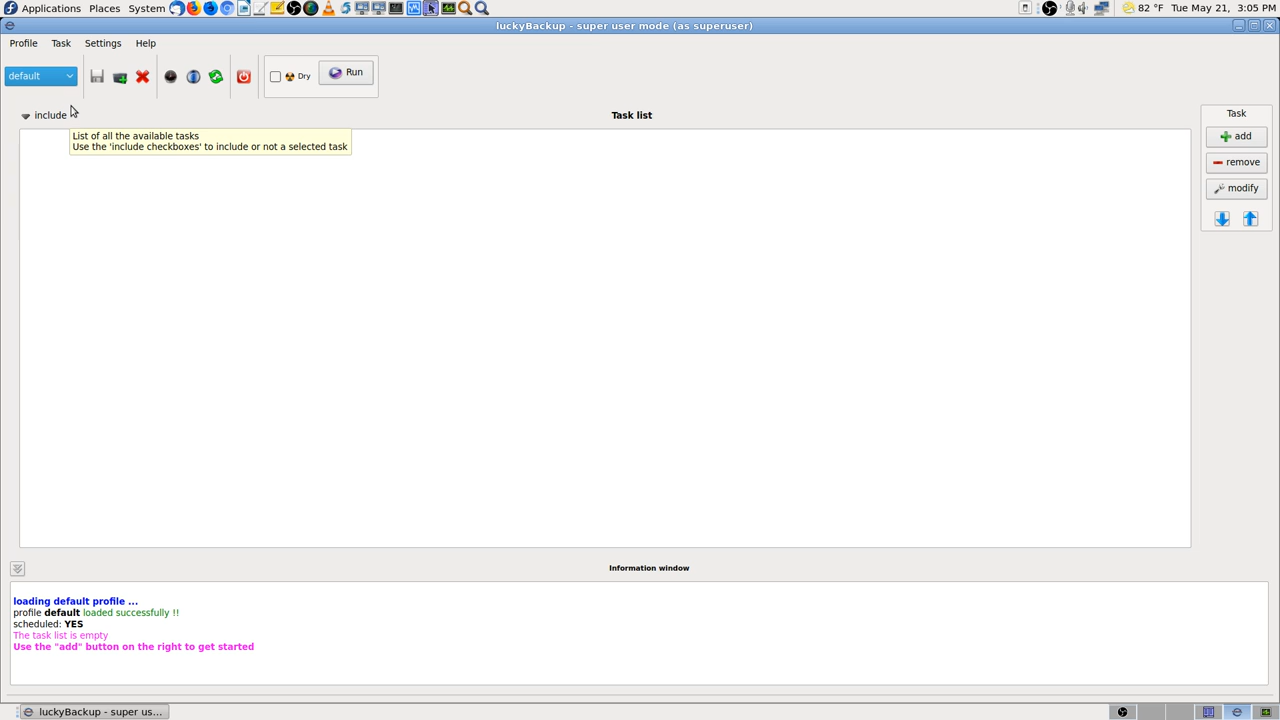 Applications Places System 82 °F Tue May 21, 3:05 PM
luckyBackup - super user mode (as superuser)
Profile Task Settings Help
default Dry Run
include Task list Task
List of all the available tasks
Use the 'include checkboxes' to include or not a selected task
add
remove
modify
Information window
loading default profile ...
profile default loaded successfully !!
scheduled: YES
The task list is empty
Use the "add" button on the right to get started
luckyBackup - super us...